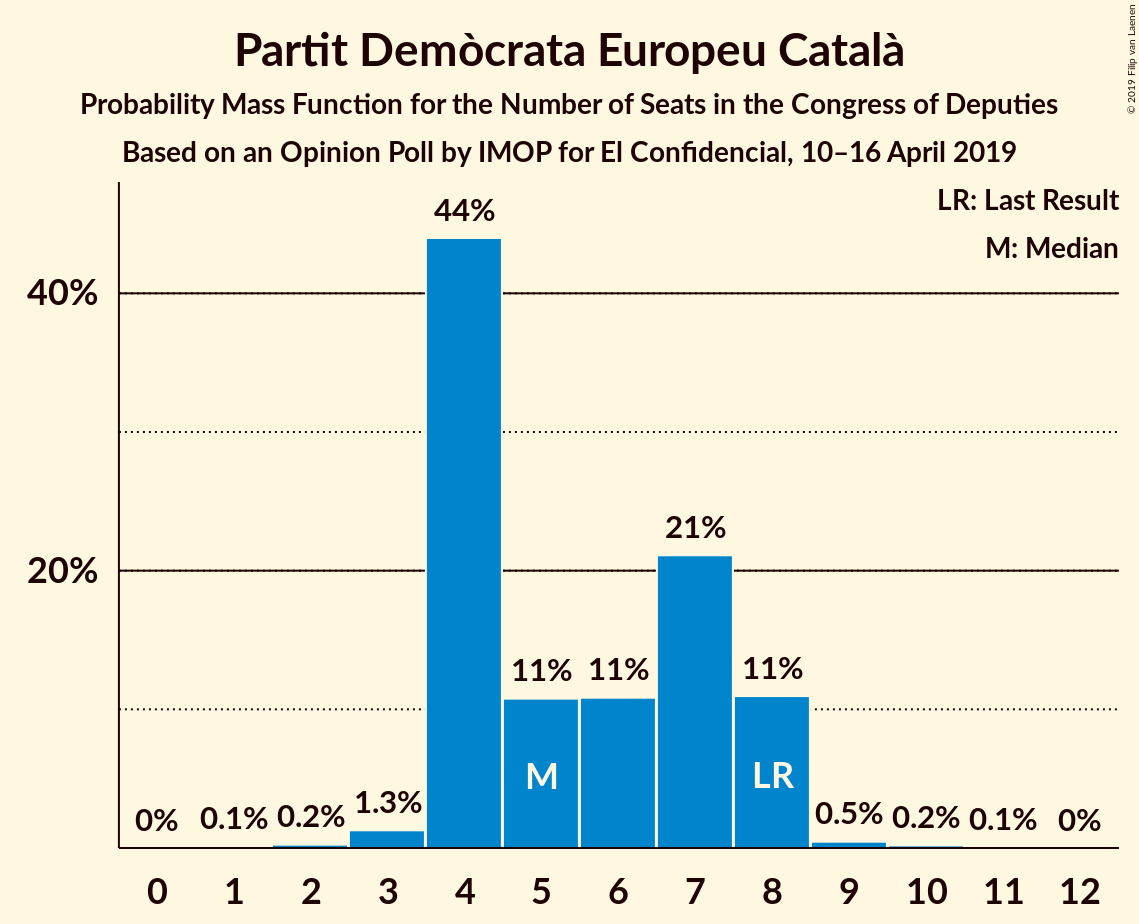 Partit Demòcrata Europeu Català
Probability Mass Function for the Number of Seats in the Congress of Deputies
Based on an Opinion Poll by IMOP for El Confidencial, 10–16 April 2019
© 2019 Filip van Laenen
LR: Last Result
M: Median
40%
20%
0%
0.1%
0.2%
1.3%
44%
11%
11%
21%
11%
0.5%
0.2%
0.1%
0%
M
LR
0 1 2 3 4 5 6 7 8 9 10 11 12